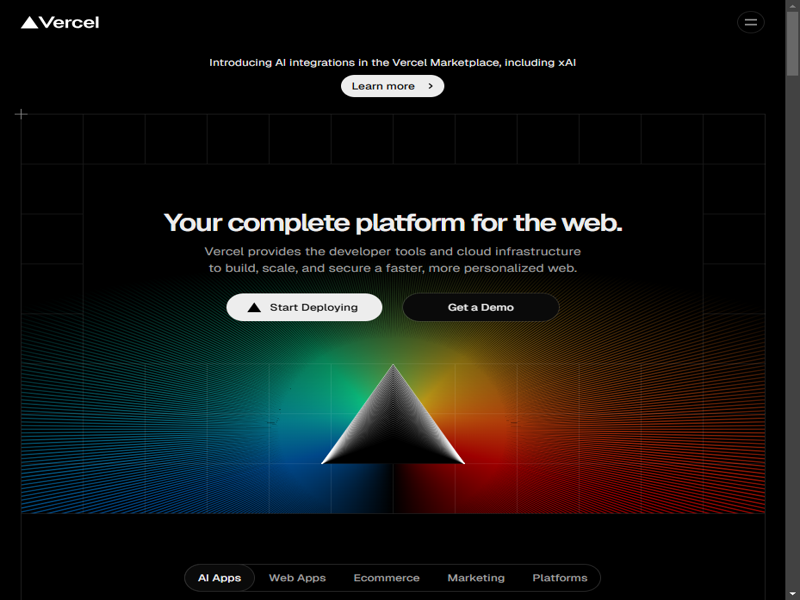 Vercel
Introducing AI integrations in the Vercel Marketplace, including xAI
Learn more
Your complete platform for the web.
Vercel provides the developer tools and cloud infrastructure
to build, scale, and secure a faster, more personalized web.
Start Deploying
Get a Demo
AI Apps
Web Apps
Ecommerce
Marketing
Platforms